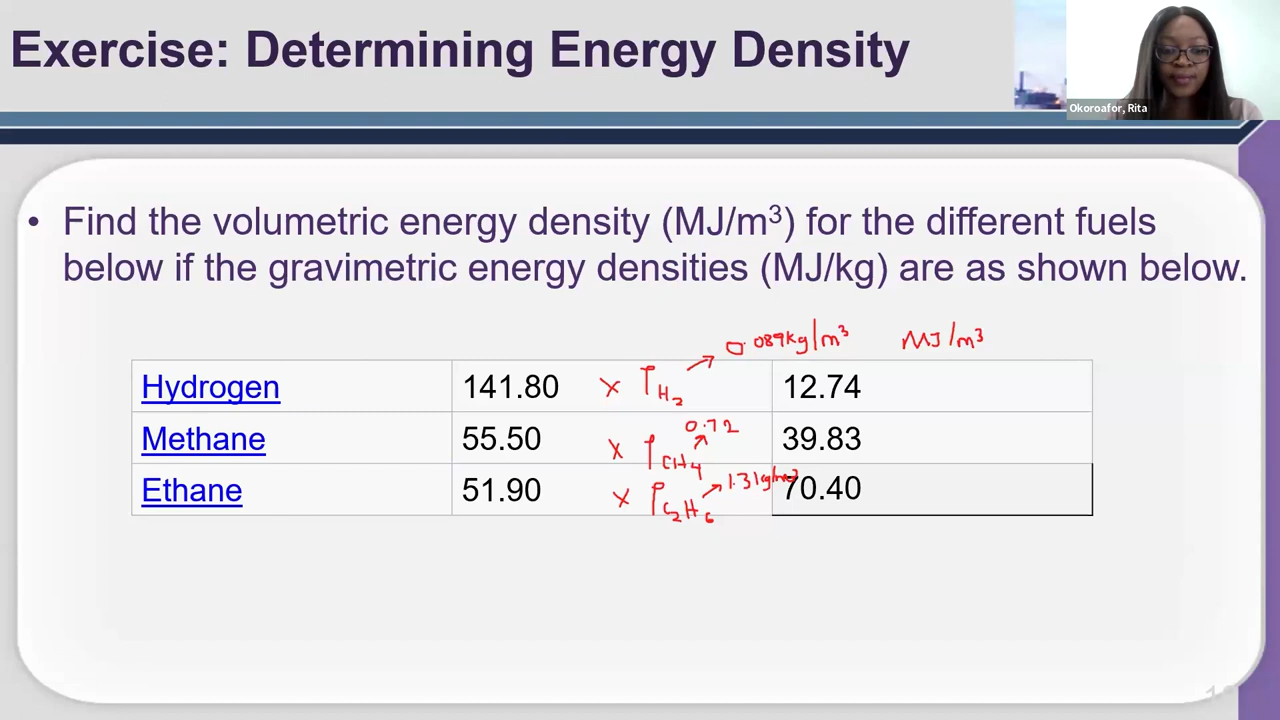 Exercise: Determining Energy Density
Okoroafor, Rita
• Find the volumetric energy density (MJ/m³) for the different fuels
below if the gravimetric energy densities (MJ/kg) are as shown below.
0.089kg/m³ MJ/m³
Hydrogen 141.80 × ρH₂ 12.74
0.72
Methane 55.50 × ρCH₄ 39.83
1.31kg/m³
Ethane 51.90 × ρC₂H₆ 70.40